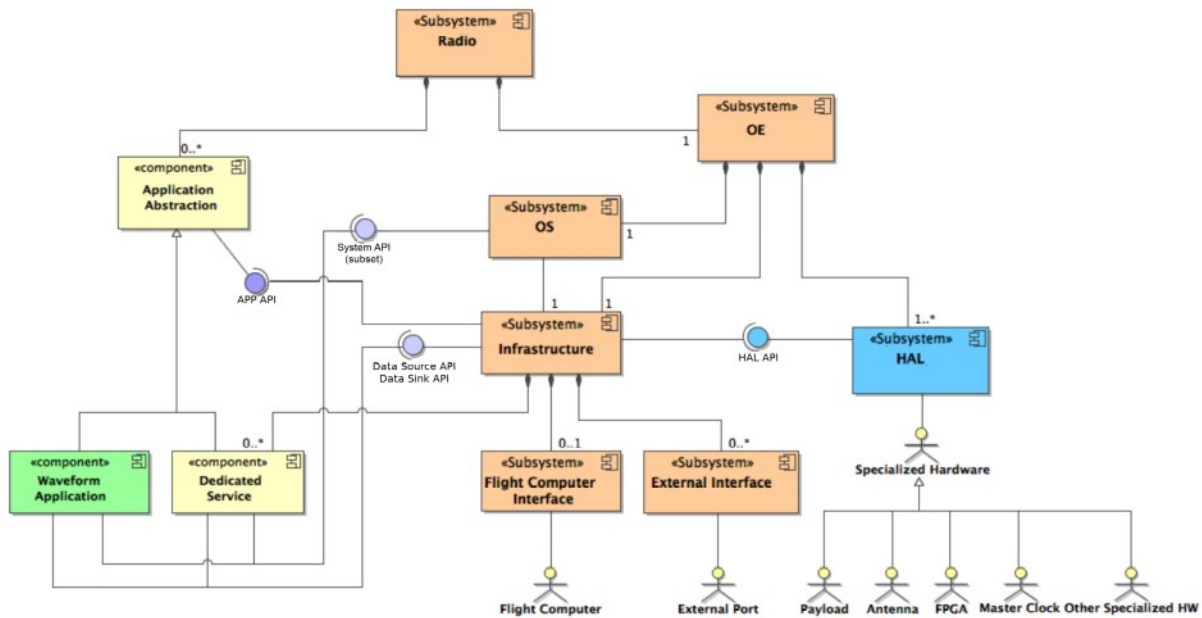 «Subsystem»
Radio
«Subsystem»
OE
1
0..*
«component»
Application
Abstraction
«Subsystem»
OS
1
System API
(subset)
APP API
1
1
«Subsystem»
Infrastructure
1..*
«Subsystem»
HAL
HAL API
Data Source API
Data Sink API
0..*
0..1
0..*
«component»
Waveform
Application
«component»
Dedicated
Service
«Subsystem»
Flight Computer
Interface
«Subsystem»
External Interface
Specialized Hardware
Flight Computer
External Port
Payload
Antenna
FPGA
Master Clock
Other Specialized HW